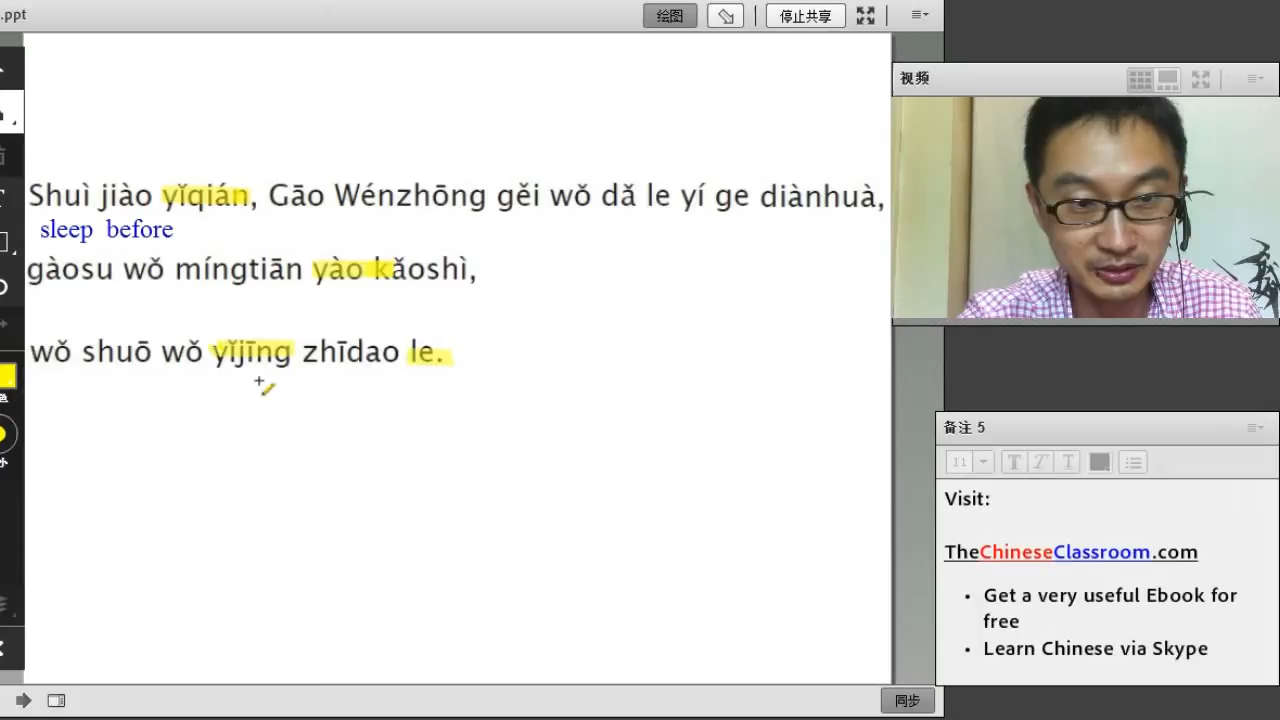 .ppt
绘图
停止共享
视频
Shuì jiào yǐqián, Gāo Wénzhōng gěi wǒ dǎ le yí ge diànhuà,
sleep before
gàosu wǒ míngtiān yào kǎoshì,
wǒ shuō wǒ yǐjīng zhīdao le.
备注 5
11
Visit:
TheChineseClassroom.com
• Get a very useful Ebook for
free
• Learn Chinese via Skype
同步